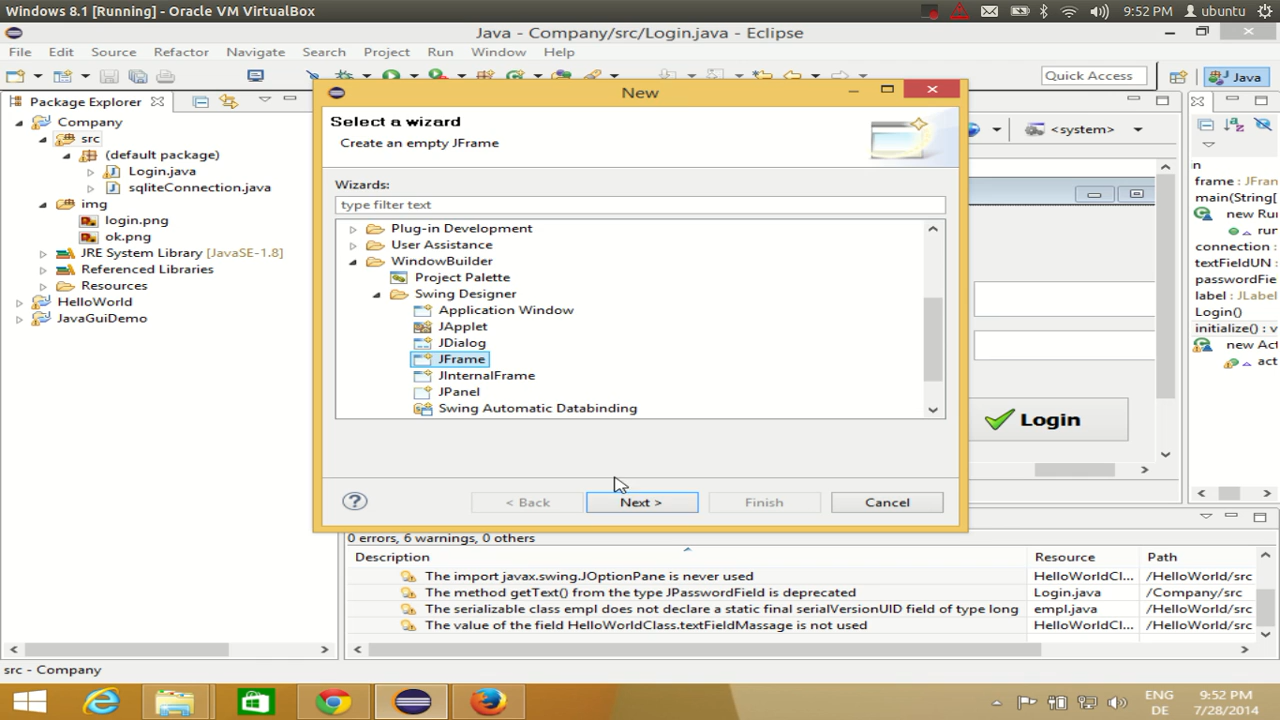 Windows 8.1 [Running] - Oracle VM VirtualBox
9:52 PM
ubuntu
Java - Company/src/Login.java - Eclipse
File Edit Source Refactor Navigate Search Project Run Window Help
Quick Access
Java
Package Explorer
Company
src
(default package)
Login.java
sqliteConnection.java
img
login.png
ok.png
JRE System Library [JavaSE-1.8]
Referenced Libraries
Resources
HelloWorld
JavaGuiDemo
New
Select a wizard
Create an empty JFrame
Wizards:
type filter text
Plug-in Development
User Assistance
WindowBuilder
Project Palette
Swing Designer
Application Window
JApplet
JDialog
JFrame
JInternalFrame
JPanel
Swing Automatic Databinding
< Back
Next >
Finish
Cancel
<system>
Login
n
frame : JFran
main(String[
new Run
run
connection :
textFieldUN :
passwordFie
label : JLabe
Login()
initialize() : v
new Act
act
0 errors, 6 warnings, 0 others
Description Resource Path
The import javax.swing.JOptionPane is never used HelloWorldCl... /HelloWorld/src
The method getText() from the type JPasswordField is deprecated Login.java /Company/src
The serializable class empl does not declare a static final serialVersionUID field of type long empl.java /HelloWorld/src
The value of the field HelloWorldClass.textFieldMassage is not used HelloWorldCl... /HelloWorld/src
src - Company
ENG
DE
9:52 PM
7/28/2014